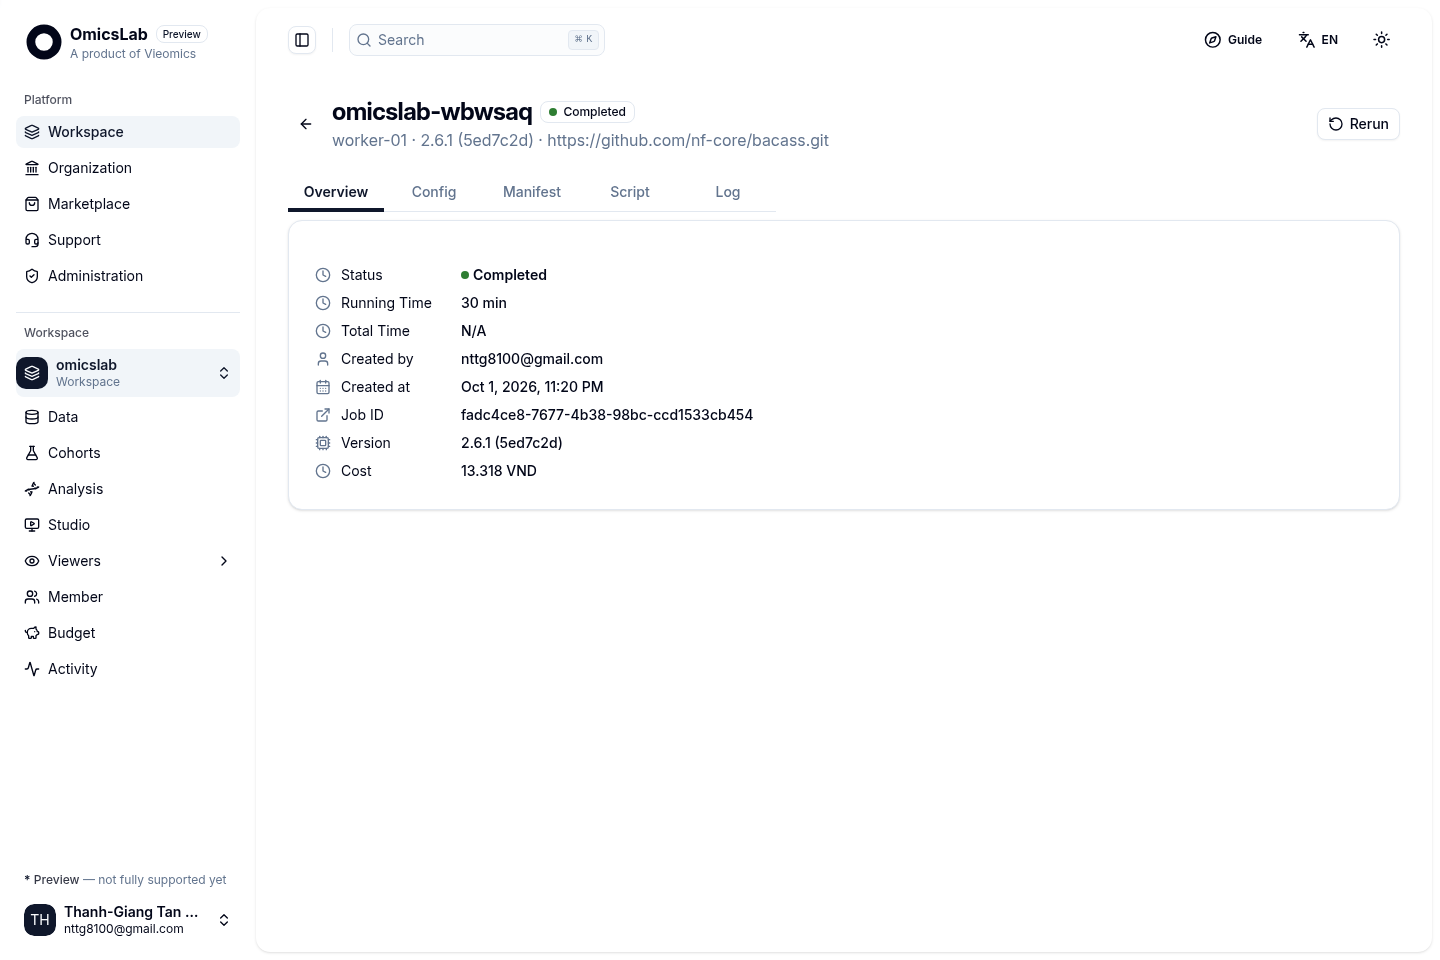 OmicsLab Preview
A product of Vieomics
Platform
Workspace
Organization
Marketplace
Support
Administration
Workspace
omicslab
Workspace
Data
Cohorts
Analysis
Studio
Viewers
Member
Budget
Activity
* Preview — not fully supported yet
TH
Thanh-Giang Tan ...
nttg8100@gmail.com
Search ⌘ K
Guide
EN
omicslab-wbwsaq Completed
worker-01 · 2.6.1 (5ed7c2d) · https://github.com/nf-core/bacass.git
Rerun
Overview Config Manifest Script Log
Status Completed
Running Time 30 min
Total Time N/A
Created by nttg8100@gmail.com
Created at Oct 1, 2026, 11:20 PM
Job ID fadc4ce8-7677-4b38-98bc-ccd1533cb454
Version 2.6.1 (5ed7c2d)
Cost 13.318 VND